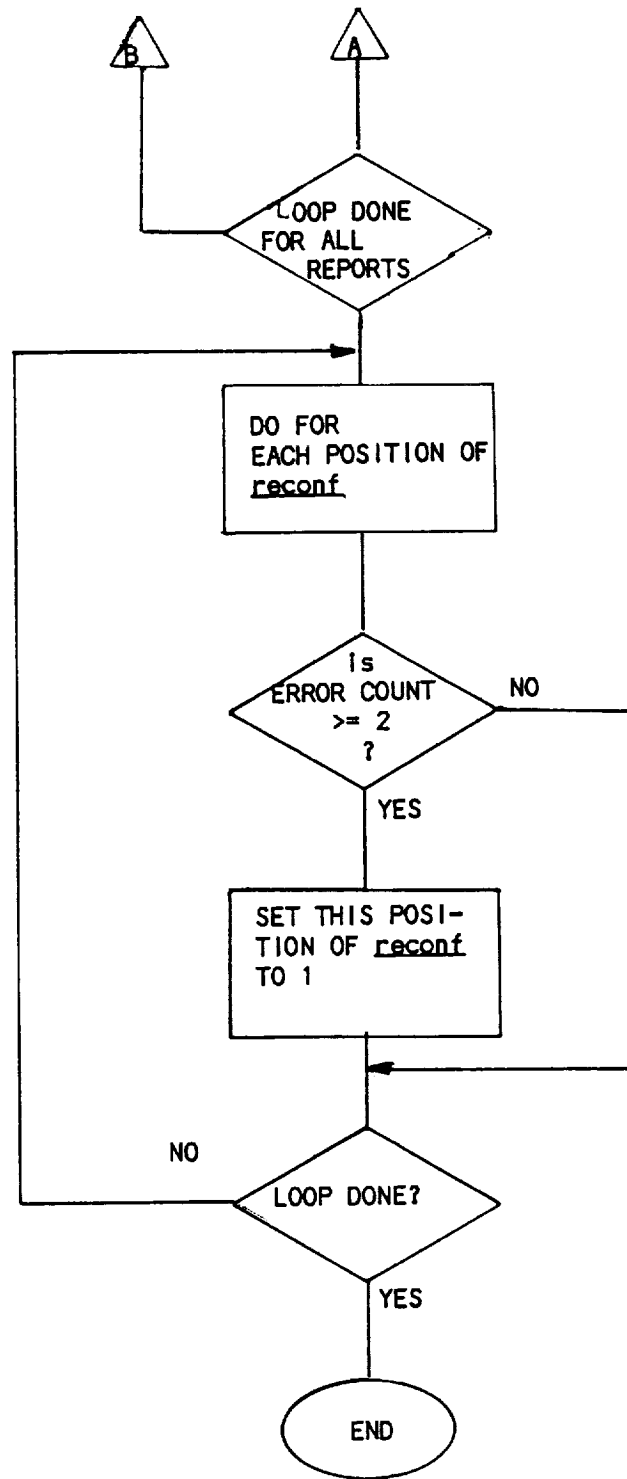 B
A
LOOP DONE
FOR ALL
REPORTS
DO FOR
EACH POSITION OF
reconf
is
ERROR COUNT
>= 2
?
NO
YES
SET THIS POSI-
TION OF reconf
TO 1
NO
LOOP DONE?
YES
END